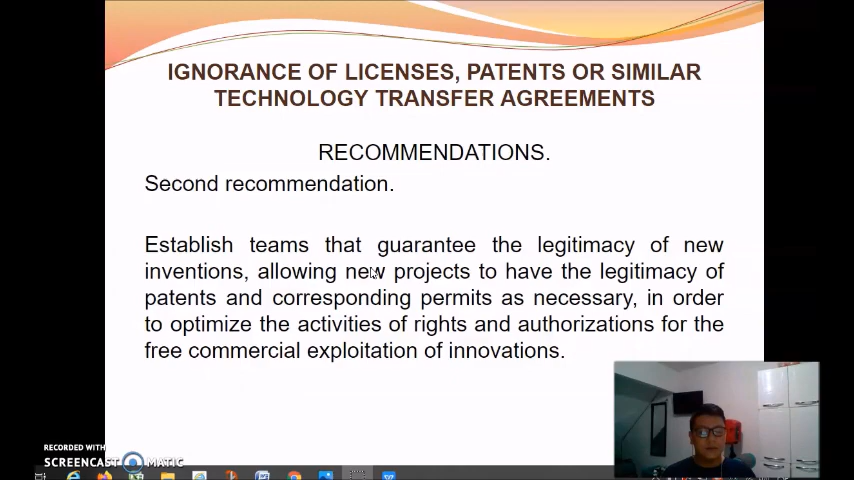 IGNORANCE OF LICENSES, PATENTS OR SIMILAR
TECHNOLOGY TRANSFER AGREEMENTS
RECOMMENDATIONS.
Second recommendation.
Establish teams that guarantee the legitimacy of new
inventions, allowing new projects to have the legitimacy of
patents and corresponding permits as necessary, in order
to optimize the activities of rights and authorizations for the
free commercial exploitation of innovations.
RECORDED WITH
SCREENCAST MATIC